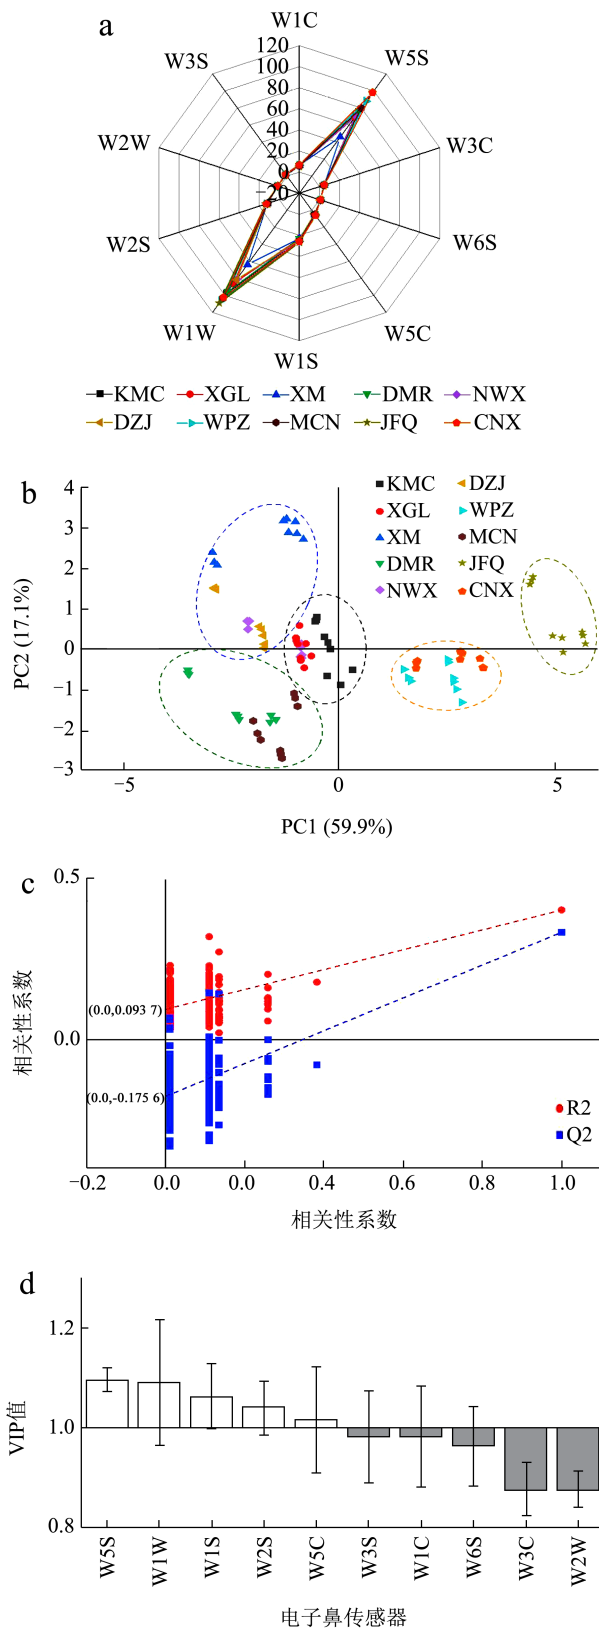 a
W1C
120
100
80
60
40
20
0
−20
W5S
W3C
W6S
W5C
W1S
W1W
W2S
W2W
W3S
KMC XGL XM DMR NWX
DZJ WPZ MCN JFQ CNX
b
4
3
2
1
0
−1
−2
−3
PC2 (17.1%)
KMC DZJ
XGL WPZ
XM MCN
DMR JFQ
NWX CNX
−5 0 5
PC1 (59.9%)
c
0.5
0.0
相关性系数
(0.0,0.093 7)
(0.0,-0.175 6)
R2
Q2
−0.2 0.0 0.0 0.4 0.6 0.8 1.0
相关性系数
d
1.2
1.0
0.8
VIP值
W5S W1W W1S W2S W5C W3S W1C W6S W3C W2W
电子鼻传感器